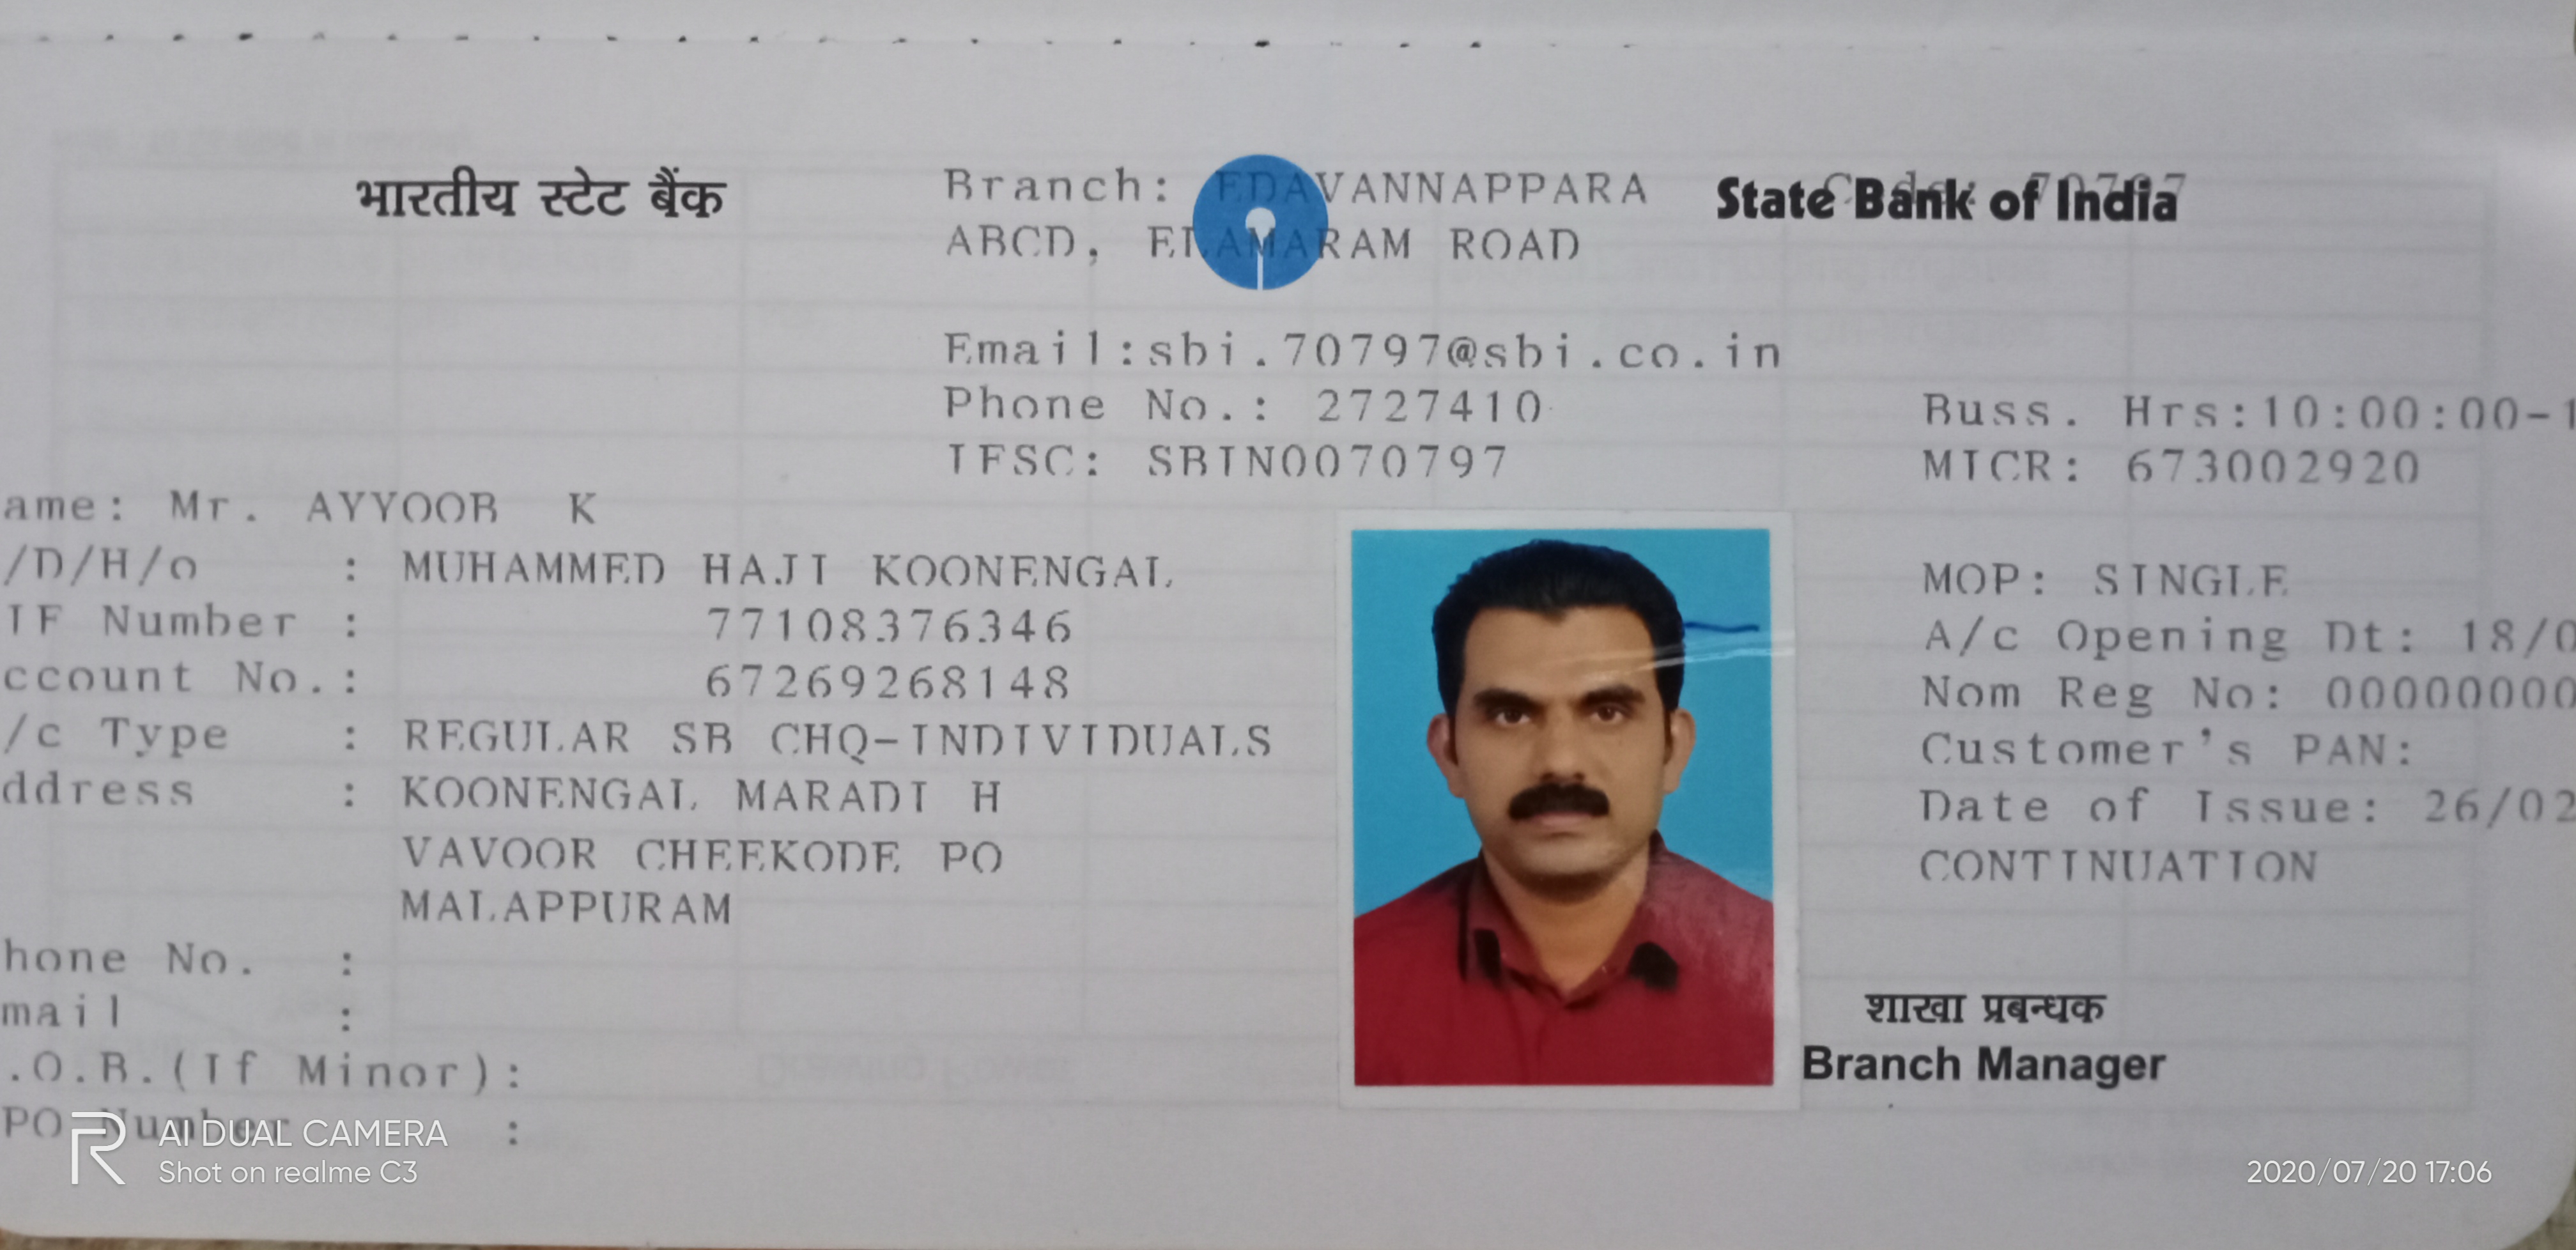 भारतीय स्टेट बैंक
Branch: EDAVANNAPPARA
State Bank of India
Code: 70797
ABCD, ELAMARAM ROAD
Email:sbi.70797@sbi.co.in
Phone No.: 2727410
Buss. Hrs:10:00:00-1
IFSC: SBIN0070797
MICR: 673002920
ame: Mr. AYYOOB K
/D/H/o : MUHAMMED HAJI KOONENGAL
MOP: SINGLE
IF Number : 77108376346
A/c Opening Dt: 18/0
ccount No.: 67269268148
Nom Reg No: 00000000
/c Type : REGULAR SB CHQ-INDIVIDUALS
Customer's PAN:
ddress : KOONENGAL MARADI H
Date of Issue: 26/02
VAVOOR CHEEKODE PO
CONTINUATION
MALAPPURAM
hone No. :
mail :
शाखा प्रबन्धक
.O.B.(If Minor):
Branch Manager
PO Number :
AI DUAL CAMERA
Shot on realme C3
2020/07/20 17:06